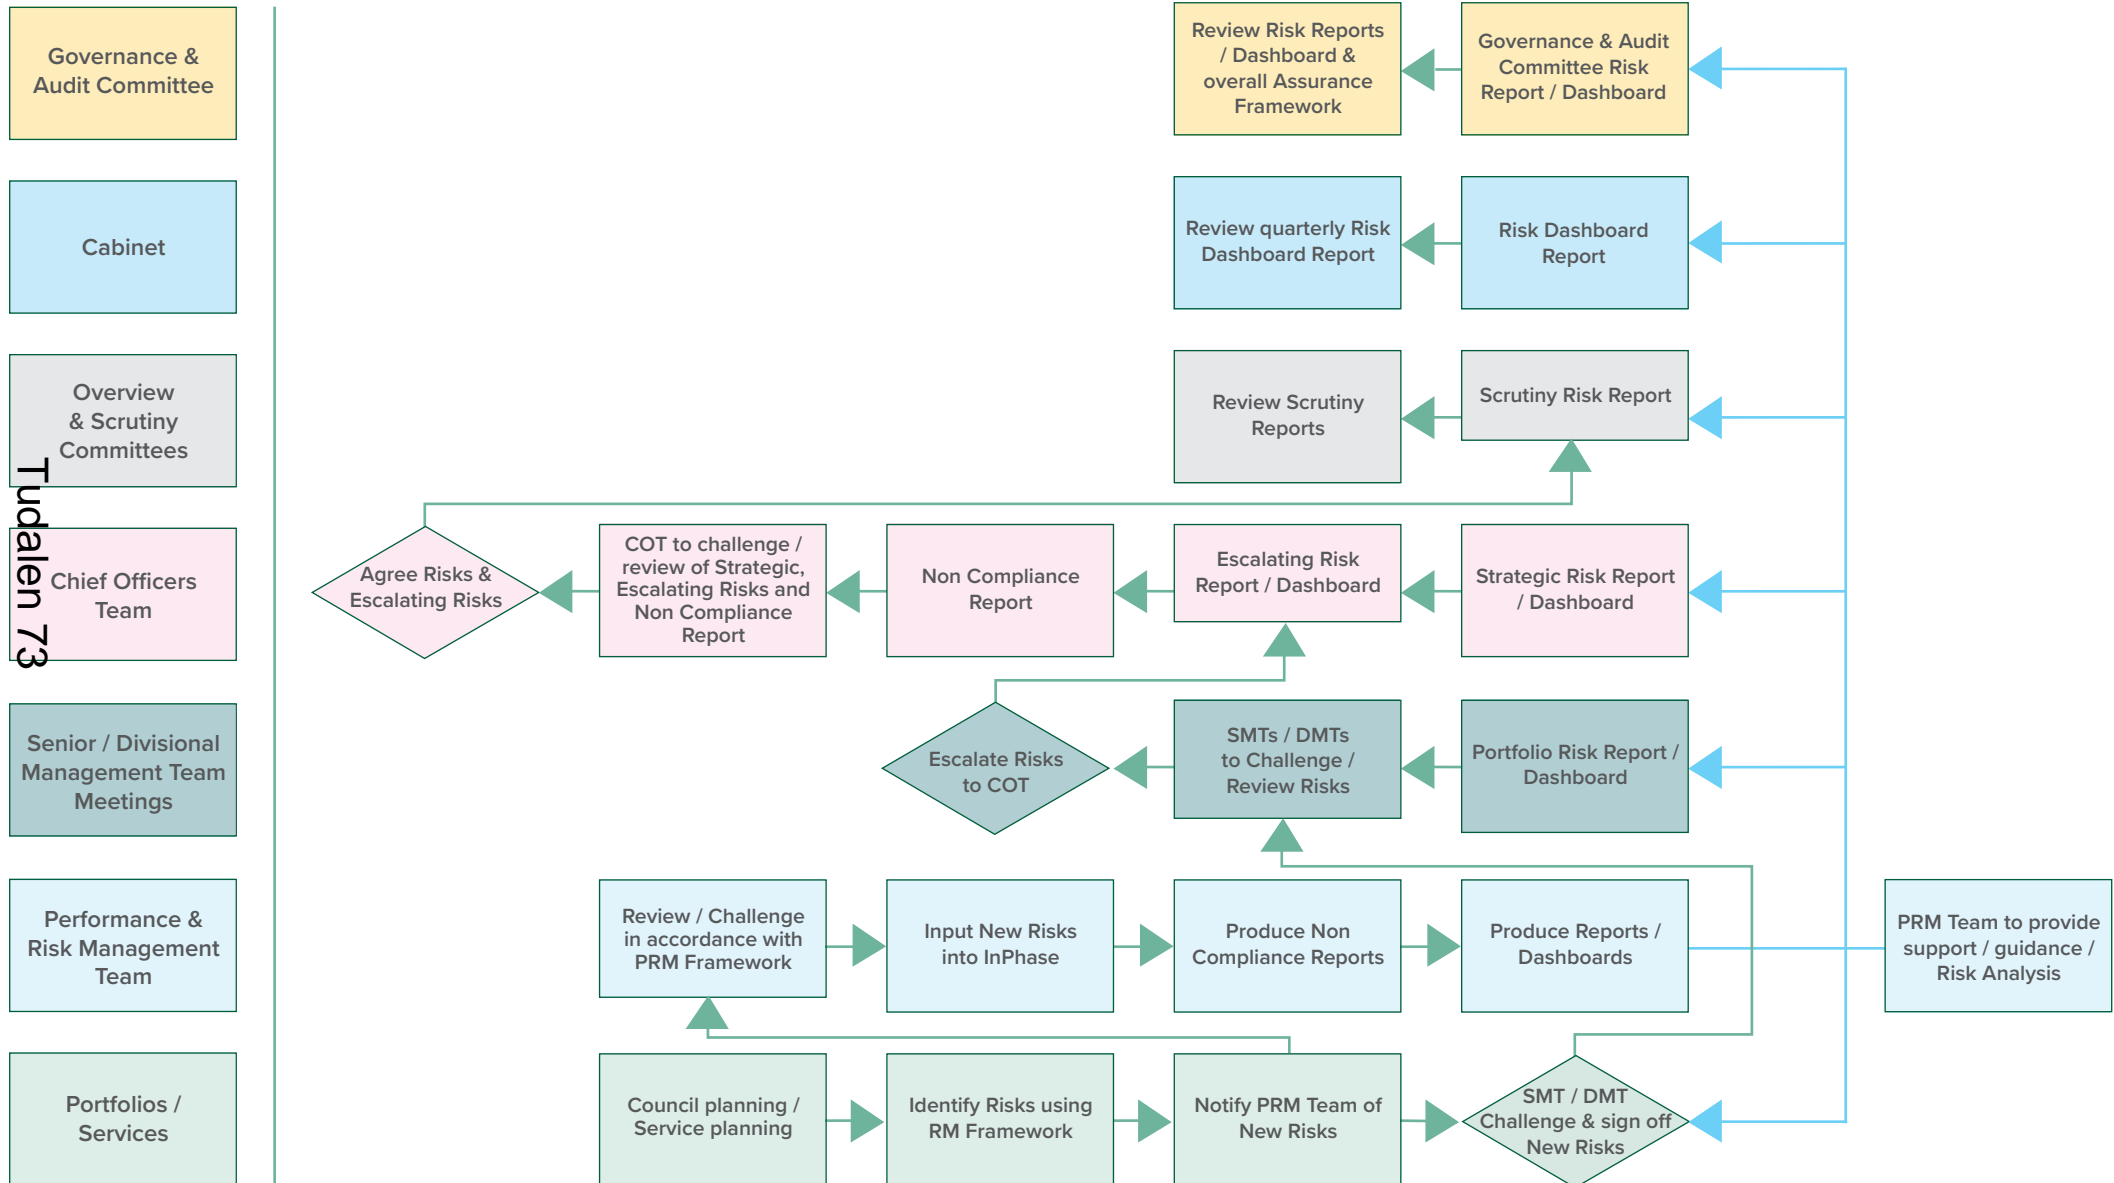 Governance &
Audit Committee
Review Risk Reports
/ Dashboard &
overall Assurance
Framework
Governance & Audit
Committee Risk
Report / Dashboard
Cabinet
Review quarterly Risk
Dashboard Report
Risk Dashboard
Report
Overview
& Scrutiny
Committees
Review Scrutiny
Reports
Scrutiny Risk Report
Tudalen 73
Chief Officers
Team
Agree Risks &
Escalating Risks
COT to challenge /
review of Strategic,
Escalating Risks and
Non Compliance
Report
Non Compliance
Report
Escalating Risk
Report / Dashboard
Strategic Risk Report
/ Dashboard
Senior / Divisional
Management Team
Meetings
Escalate Risks
to COT
SMTs / DMTs
to Challenge /
Review Risks
Portfolio Risk Report /
Dashboard
Performance &
Risk Management
Team
Review / Challenge
in accordance with
PRM Framework
Input New Risks
into InPhase
Produce Non
Compliance Reports
Produce Reports /
Dashboards
PRM Team to provide
support / guidance /
Risk Analysis
Portfolios /
Services
Council planning /
Service planning
Identify Risks using
RM Framework
Notify PRM Team of
New Risks
SMT / DMT
Challenge & sign off
New Risks